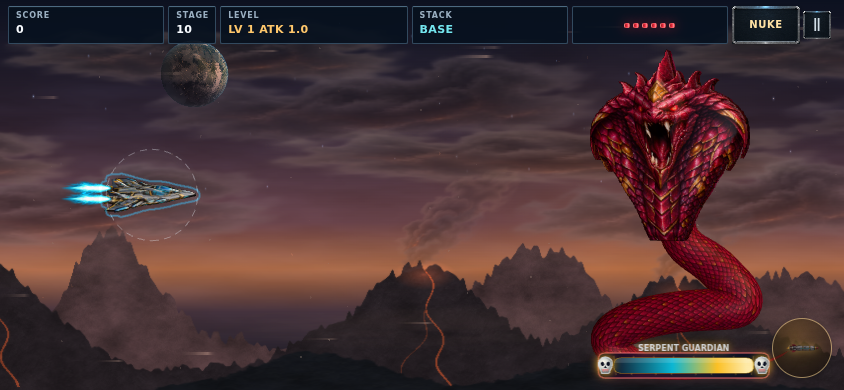 SCORE
0
STAGE
10
LEVEL
LV 1 ATK 1.0
STACK
BASE
NUKE
SERPENT GUARDIAN